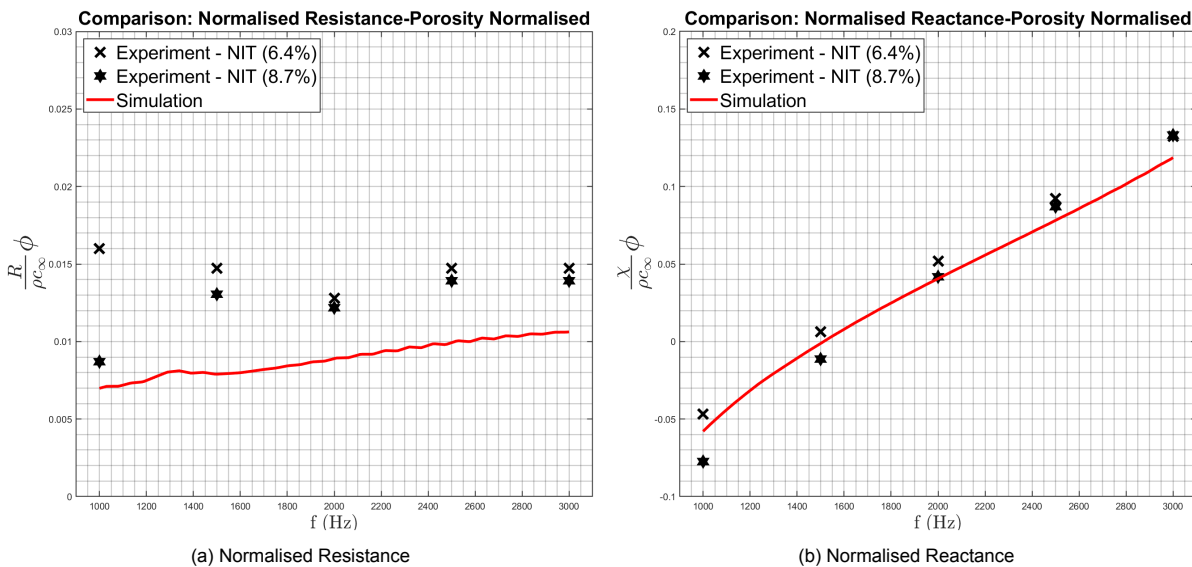 Comparison: Normalised Resistance-Porosity Normalised
0.03
0.025
0.02
0.015
0.01
0.005
0
Experiment - NIT (6.4%)
Experiment - NIT (8.7%)
Simulation
R/ρc∞ ϕ
1000 1200 1400 1600 1800 2000 2200 2400 2600 2800 3000
f (Hz)
(a) Normalised Resistance
Comparison: Normalised Reactance-Porosity Normalised
0.2
0.15
0.1
0.05
0
-0.05
-0.1
Experiment - NIT (6.4%)
Experiment - NIT (8.7%)
Simulation
χ/ρc∞ ϕ
1000 1200 1400 1600 1800 2000 2200 2400 2600 2800 3000
f (Hz)
(b) Normalised Reactance